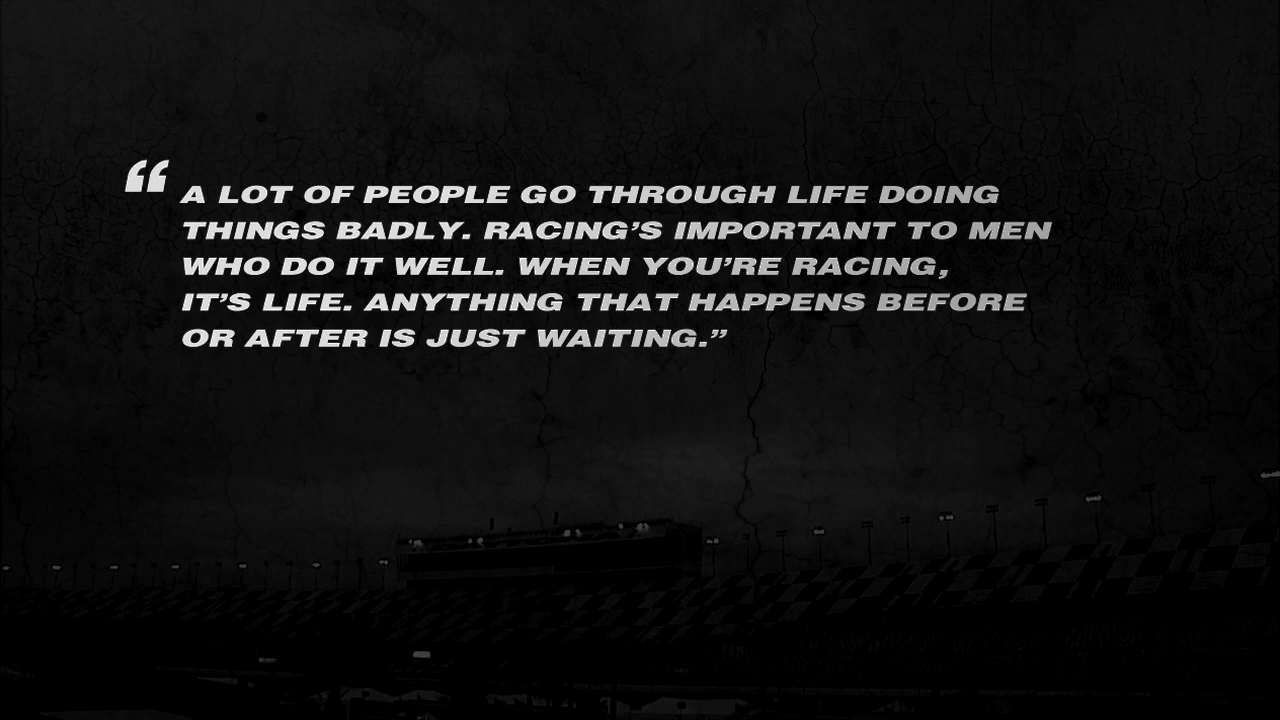 “ A LOT OF PEOPLE GO THROUGH LIFE DOING
THINGS BADLY. RACING’S IMPORTANT TO MEN
WHO DO IT WELL. WHEN YOU’RE RACING,
IT’S LIFE. ANYTHING THAT HAPPENS BEFORE
OR AFTER IS JUST WAITING.”